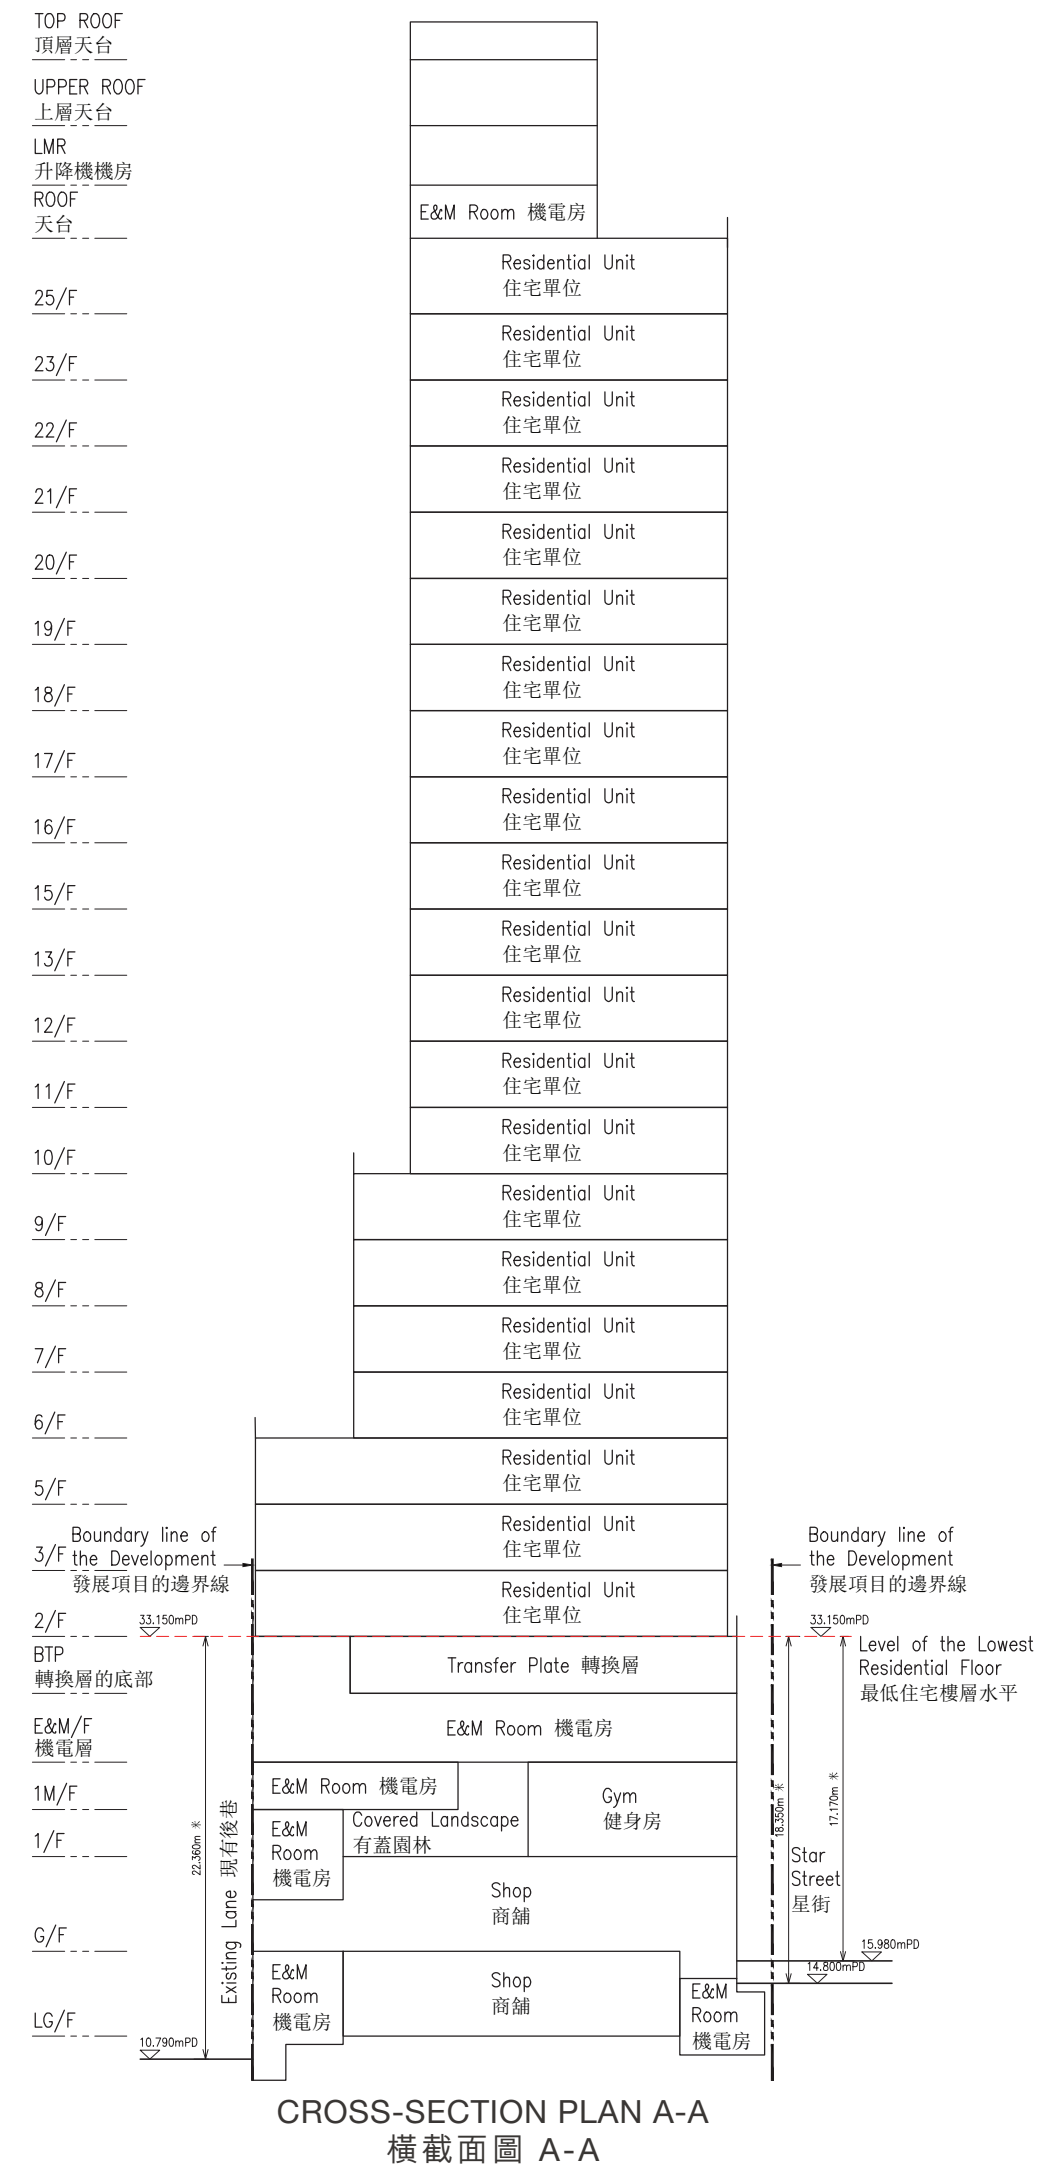 TOP ROOF
頂層天台
UPPER ROOF
上層天台
LMR
升降機機房
ROOF
天台
E&M Room 機電房
Residential Unit
住宅單位
25/F
Residential Unit
住宅單位
23/F
Residential Unit
住宅單位
22/F
Residential Unit
住宅單位
21/F
Residential Unit
住宅單位
20/F
Residential Unit
住宅單位
19/F
Residential Unit
住宅單位
18/F
Residential Unit
住宅單位
17/F
Residential Unit
住宅單位
16/F
Residential Unit
住宅單位
15/F
Residential Unit
住宅單位
13/F
Residential Unit
住宅單位
12/F
Residential Unit
住宅單位
11/F
Residential Unit
住宅單位
10/F
Residential Unit
住宅單位
9/F
Residential Unit
住宅單位
8/F
Residential Unit
住宅單位
7/F
Residential Unit
住宅單位
6/F
Residential Unit
住宅單位
5/F
Residential Unit
住宅單位
3/F
Boundary line of
the Development
發展項目的邊界線
Boundary line of
the Development
發展項目的邊界線
Residential Unit
住宅單位
2/F
33.150mPD
33.150mPD
BTP
轉換層的底部
Transfer Plate 轉換層
Level of the Lowest
Residential Floor
最低住宅樓層水平
E&M/F
機電層
E&M Room 機電房
1M/F
E&M Room 機電房
Gym
健身房
18.350m 米
17.170m 米
1/F
E&M
Room
機電房
Covered Landscape
有蓋園林
22.360m 米
Existing Lane 現有後巷
Star
Street
星街
Shop
商舖
G/F
15.980mPD
14.800mPD
E&M
Room
機電房
Shop
商舖
E&M
Room
機電房
LG/F
10.790mPD
CROSS-SECTION PLAN A-A
橫截面圖 A-A